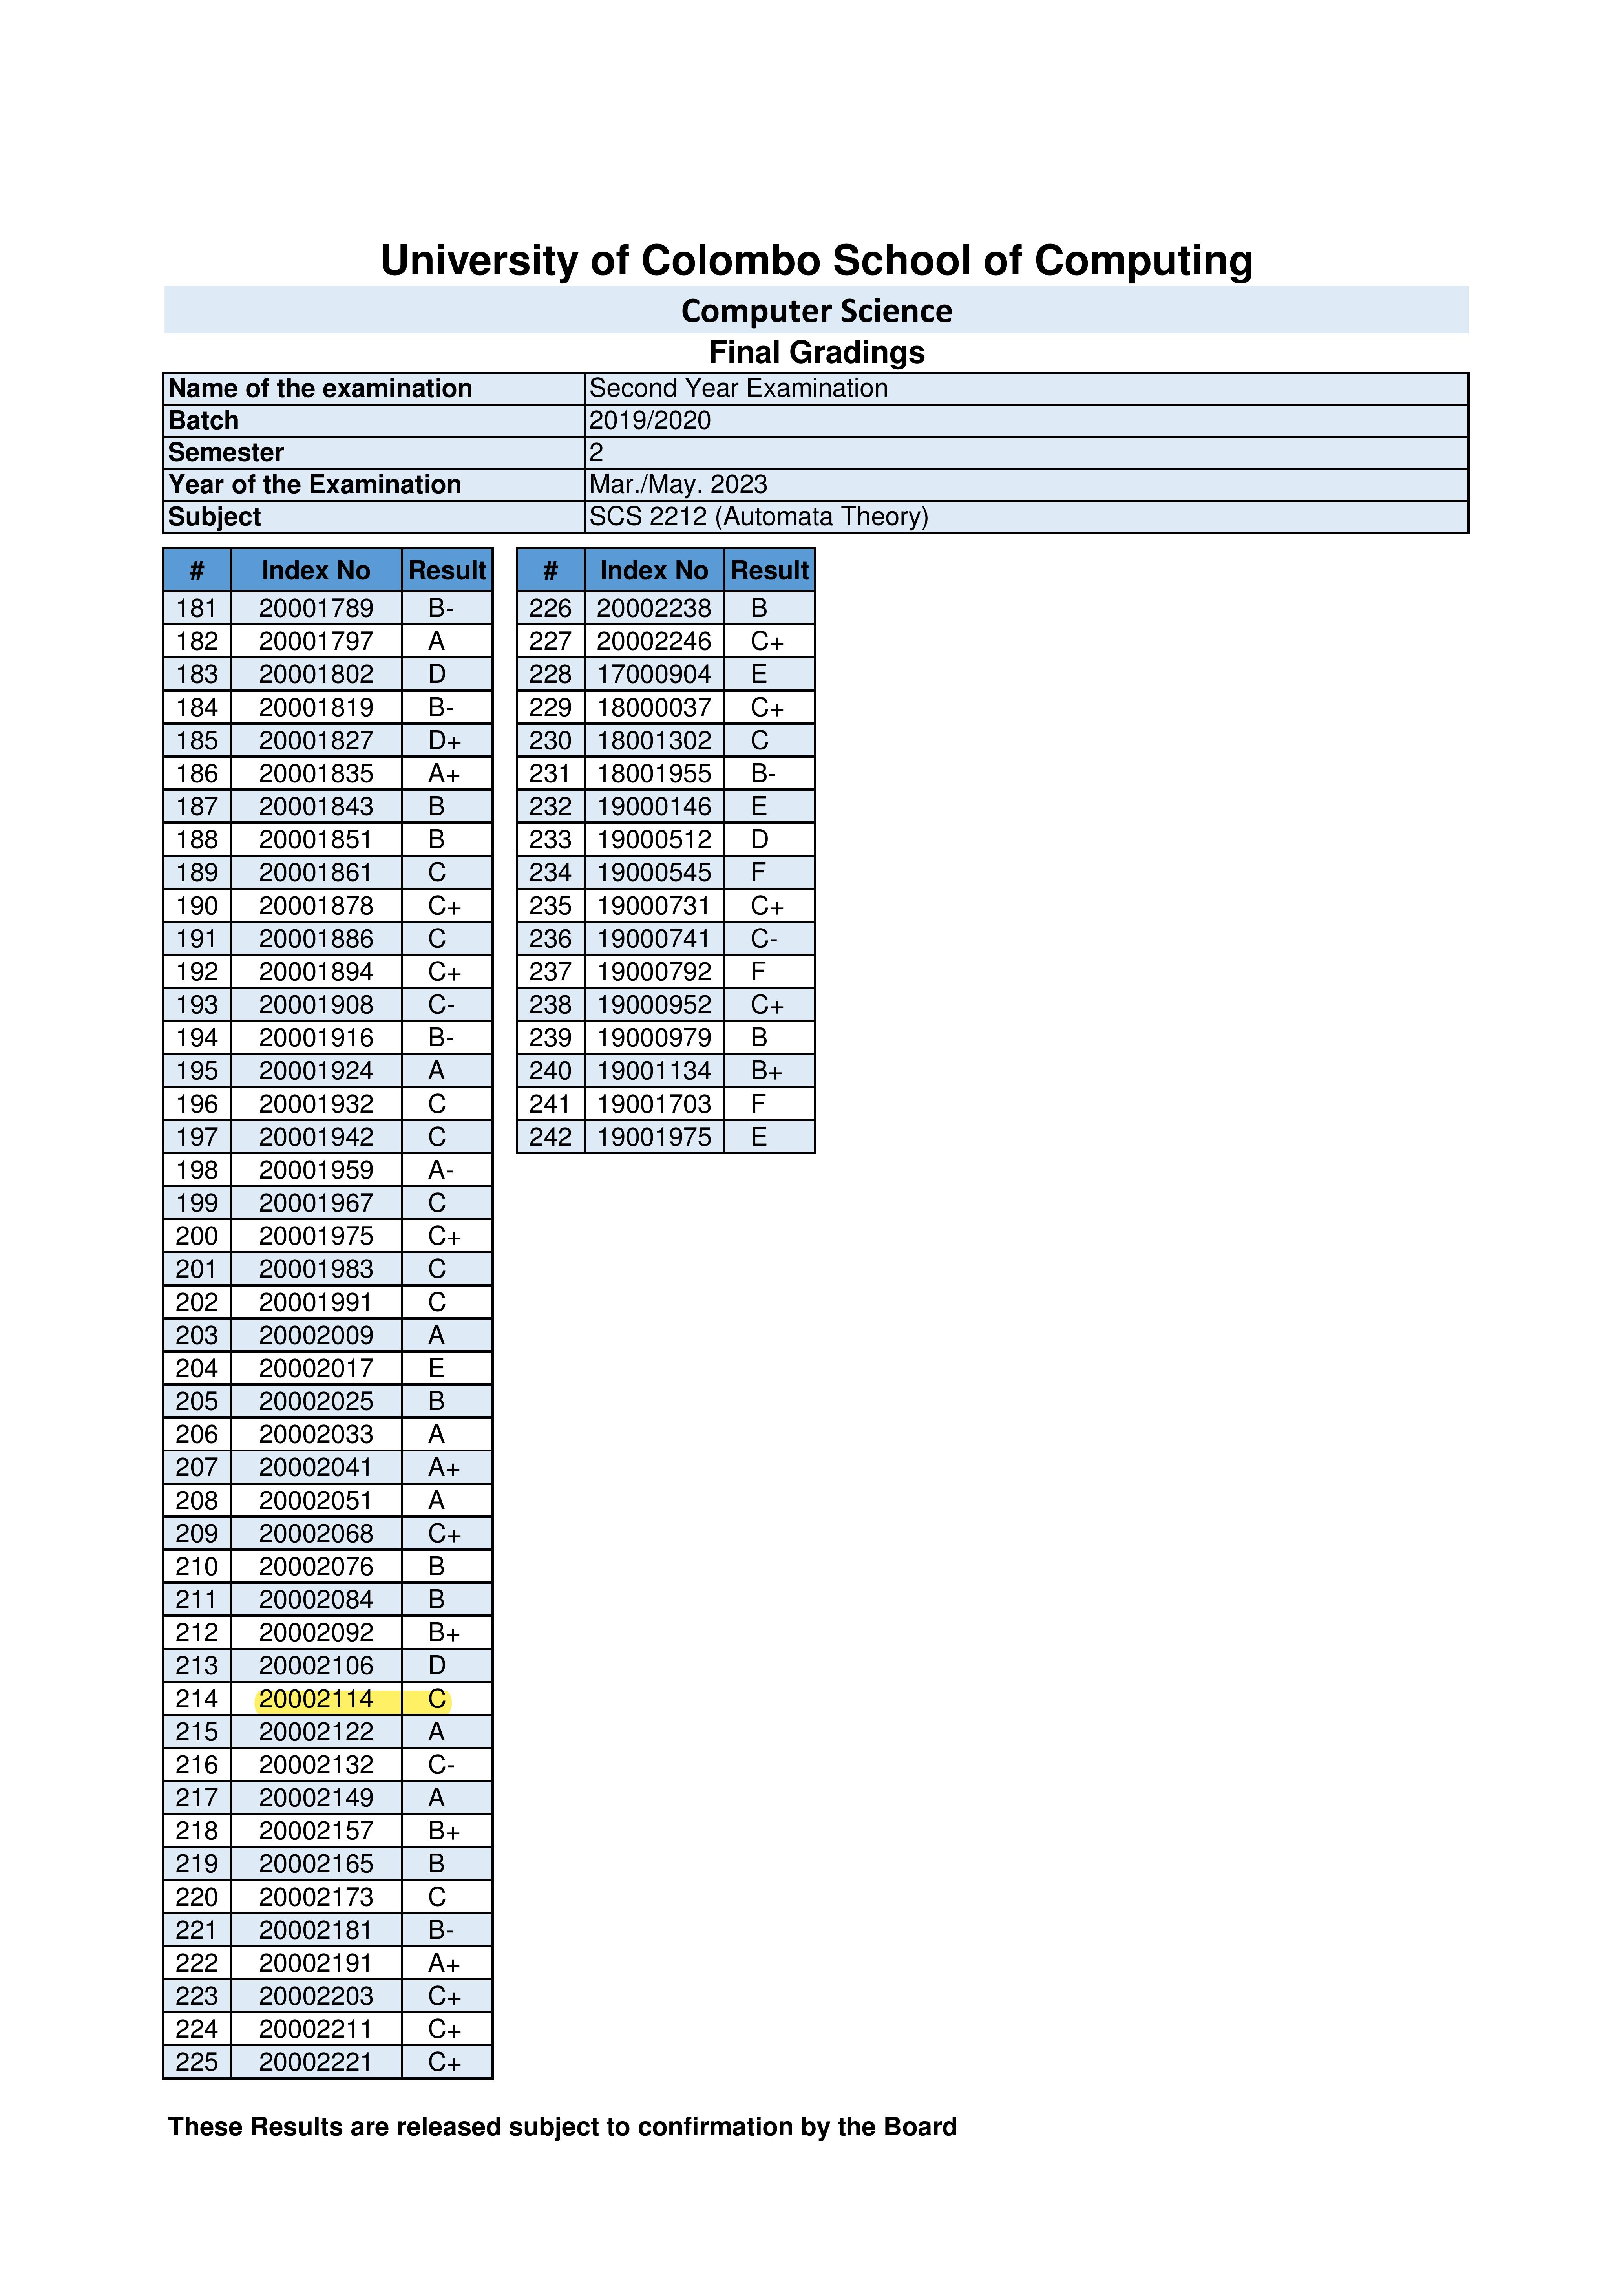 University of Colombo School of Computing
Computer Science
Final Gradings
Name of the examination Second Year Examination
Batch 2019/2020
Semester 2
Year of the Examination Mar./May. 2023
Subject SCS 2212 (Automata Theory)
# Index No Result
181 20001789 B-
182 20001797 A
183 20001802 D
184 20001819 B-
185 20001827 D+
186 20001835 A+
187 20001843 B
188 20001851 B
189 20001861 C
190 20001878 C+
191 20001886 C
192 20001894 C+
193 20001908 C-
194 20001916 B-
195 20001924 A
196 20001932 C
197 20001942 C
198 20001959 A-
199 20001967 C
200 20001975 C+
201 20001983 C
202 20001991 C
203 20002009 A
204 20002017 E
205 20002025 B
206 20002033 A
207 20002041 A+
208 20002051 A
209 20002068 C+
210 20002076 B
211 20002084 B
212 20002092 B+
213 20002106 D
214 20002114 C
215 20002122 A
216 20002132 C-
217 20002149 A
218 20002157 B+
219 20002165 B
220 20002173 C
221 20002181 B-
222 20002191 A+
223 20002203 C+
224 20002211 C+
225 20002221 C+
# Index No Result
226 20002238 B
227 20002246 C+
228 17000904 E
229 18000037 C+
230 18001302 C
231 18001955 B-
232 19000146 E
233 19000512 D
234 19000545 F
235 19000731 C+
236 19000741 C-
237 19000792 F
238 19000952 C+
239 19000979 B
240 19001134 B+
241 19001703 F
242 19001975 E
These Results are released subject to confirmation by the Board